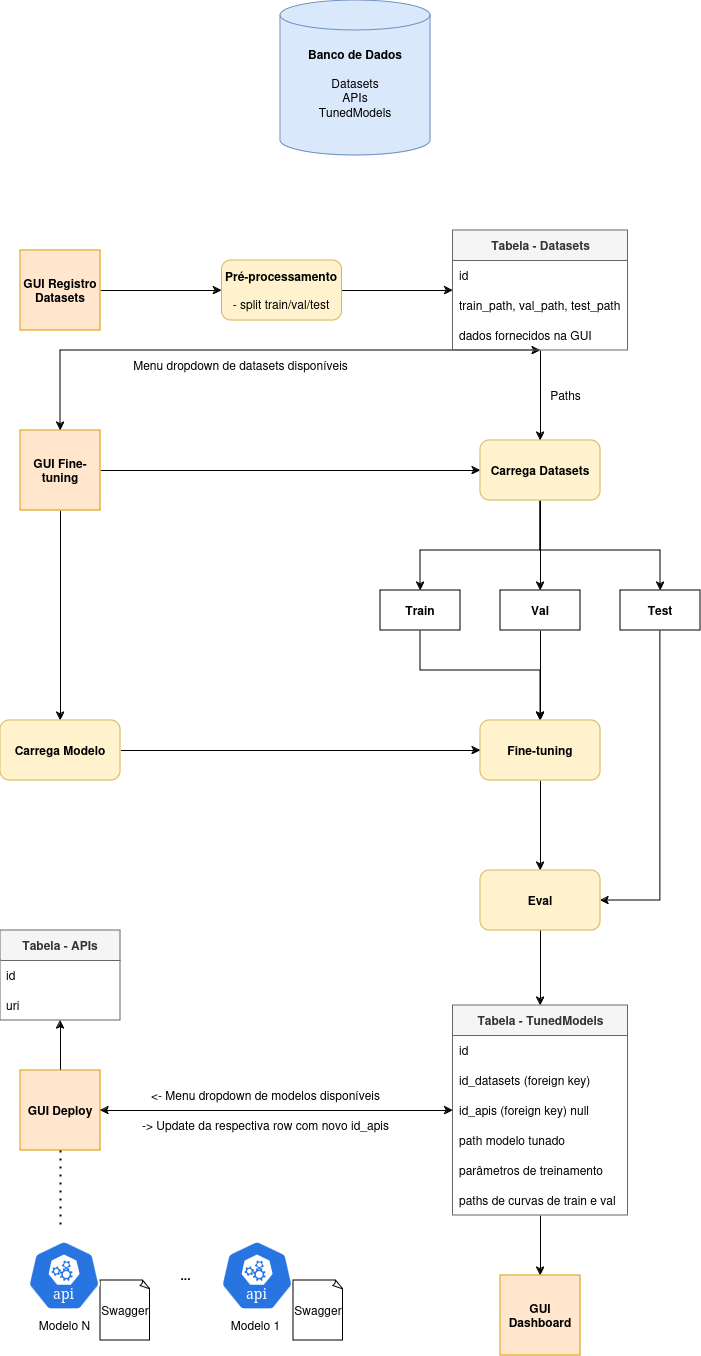 Banco de Dados
Datasets
APIs
TunedModels
GUI Registro
Datasets
Pré-processamento
- split train/val/test
Tabela - Datasets
id
train_path, val_path, test_path
dados fornecidos na GUI
Menu dropdown de datasets disponíveis
Paths
GUI Fine-
tuning
Carrega Datasets
Train
Val
Test
Carrega Modelo
Fine-tuning
Eval
Tabela - APIs
id
uri
Tabela - TunedModels
id
id_datasets (foreign key)
id_apis (foreign key) null
path modelo tunado
parâmetros de treinamento
paths de curvas de train e val
GUI Deploy
<- Menu dropdown de modelos disponíveis
-> Update da respectiva row com novo id_apis
api
Swagger
Modelo N
...
api
Swagger
Modelo 1
GUI
Dashboard